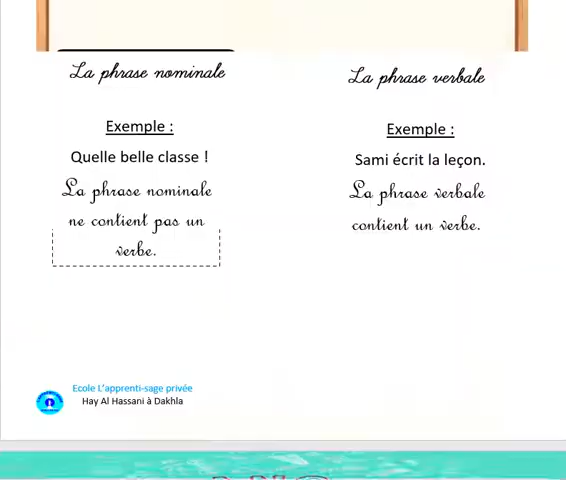 La phrase nominale
Exemple :
Quelle belle classe !
La phrase nominale
ne contient pas un
verbe.
La phrase verbale
Exemple :
Sami écrit la leçon.
La phrase verbale
contient un verbe.
Ecole L'apprenti-sage privée
Hay Al Hassani à Dakhla